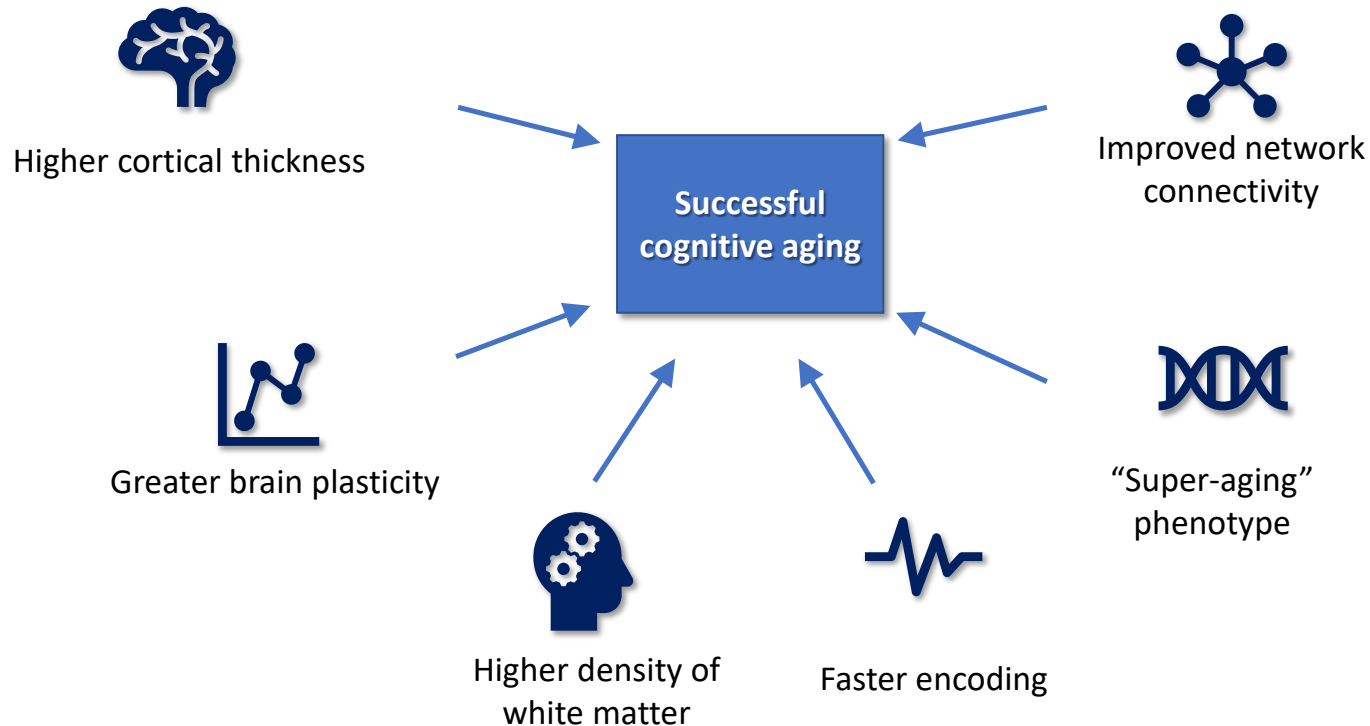 Higher cortical thickness
Improved network
connectivity
Successful
cognitive aging
Greater brain plasticity
“Super-aging”
phenotype
Higher density of
white matter
Faster encoding